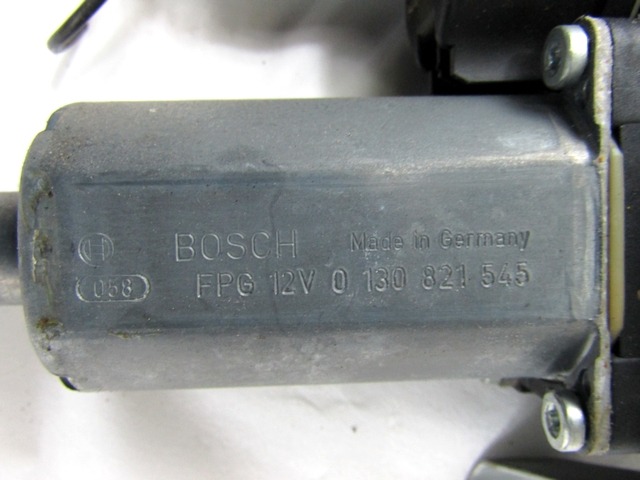 BOSCH Made in Germany
058 FPG 12V 0 130 821 545